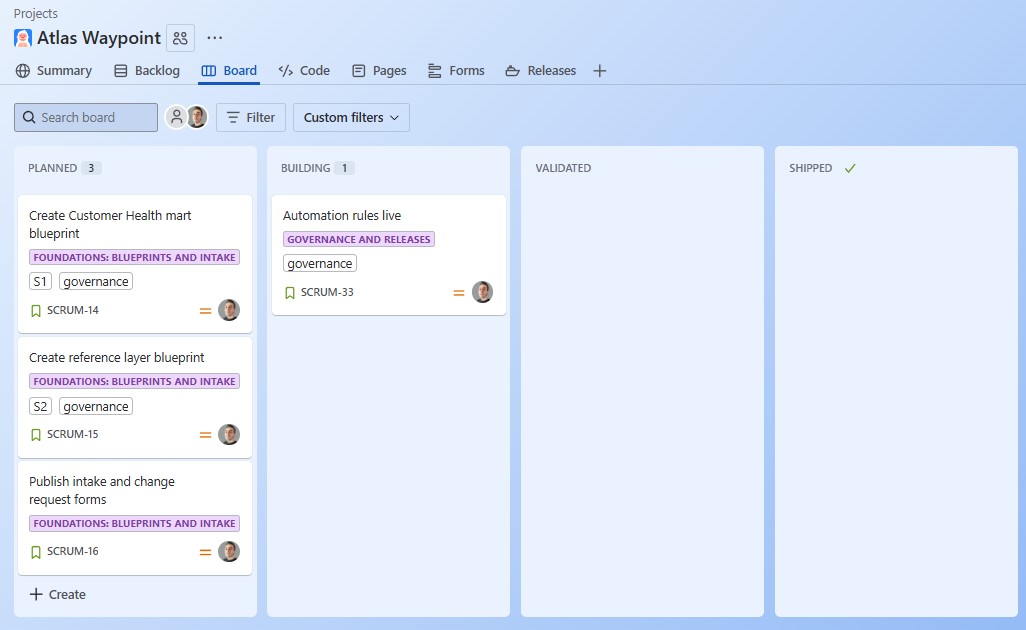 Projects
Atlas Waypoint
Summary Backlog Board Code Pages Forms Releases
Search board Filter Custom filters
PLANNED 3
Create Customer Health mart
blueprint
FOUNDATIONS: BLUEPRINTS AND INTAKE
S1 governance
SCRUM-14
Create reference layer blueprint
FOUNDATIONS: BLUEPRINTS AND INTAKE
S2 governance
SCRUM-15
Publish intake and change
request forms
FOUNDATIONS: BLUEPRINTS AND INTAKE
SCRUM-16
Create
BUILDING 1
Automation rules live
GOVERNANCE AND RELEASES
governance
SCRUM-33
VALIDATED
SHIPPED